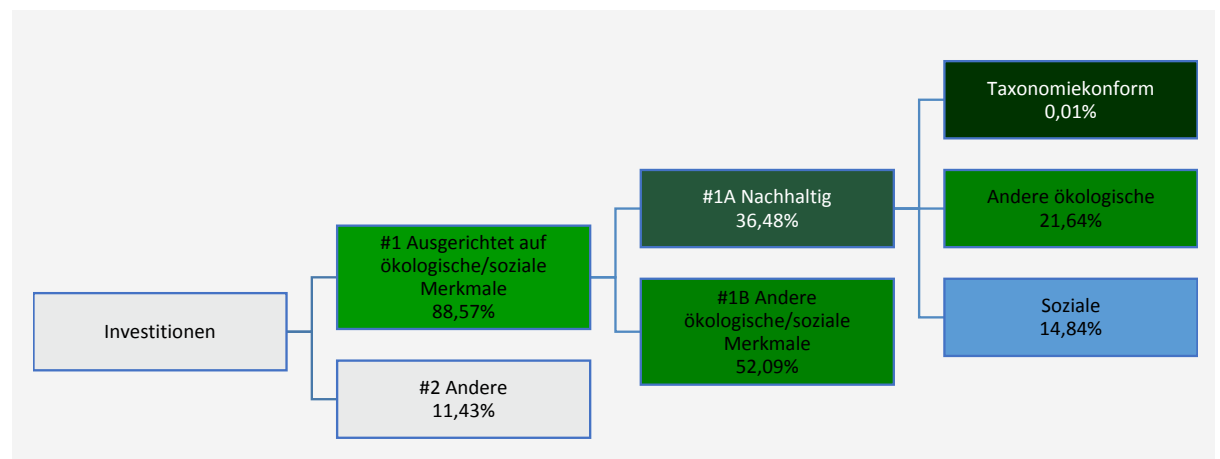 Investitionen
#1 Ausgerichtet auf
ökologische/soziale
Merkmale
88,57%
#2 Andere
11,43%
#1A Nachhaltig
36,48%
#1B Andere
ökologische/soziale
Merkmale
52,09%
Taxonomiekonform
0,01%
Andere ökologische
21,64%
Soziale
14,84%